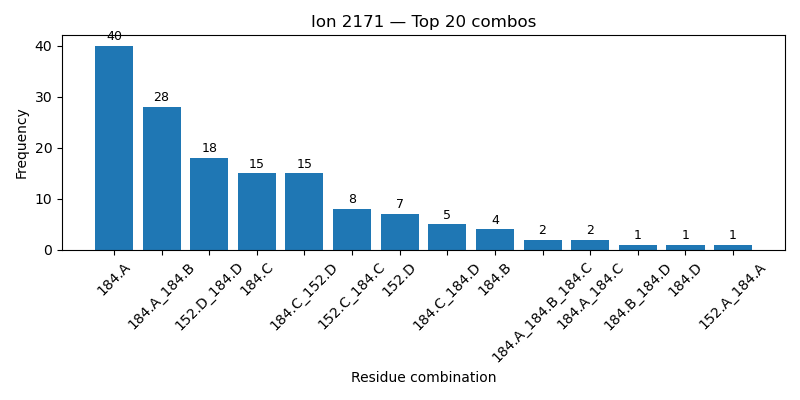 Ion 2171 — Top 20 combos
Frequency
40
30
20
10
0
40
28
18
15
15
8
7
5
4
2
2
1
1
1
184.A
184.A_184.B
152.D_184.D
184.C
184.C_152.D
152.C_184.C
152.D
184.C_184.D
184.B
184.A_184.B_184.C
184.A_184.C
184.B_184.D
184.D
152.A_184.A
Residue combination